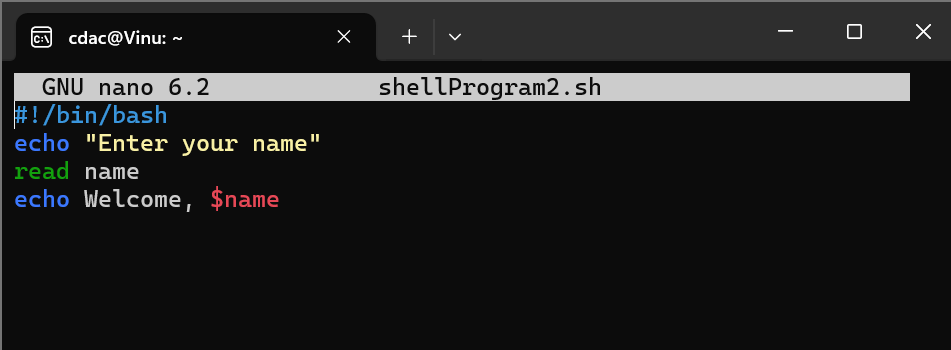 cdac@Vinu: ~
GNU nano 6.2 shellProgram2.sh
#!/bin/bash
echo "Enter your name"
read name
echo Welcome, $name